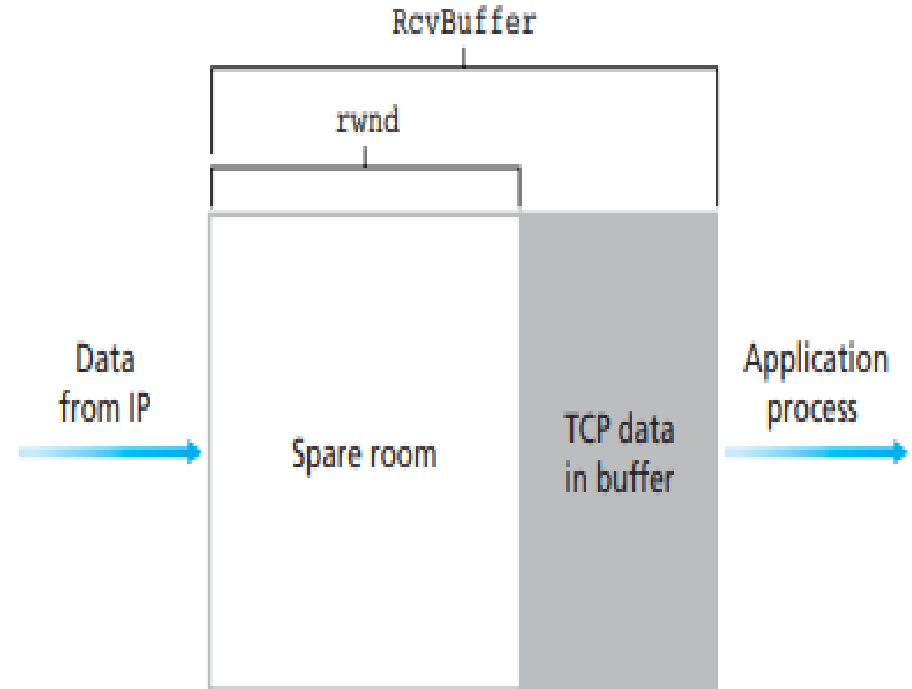 RcvBuffer
rwnd
Data
from IP
Spare room
TCP data
in buffer
Application
process